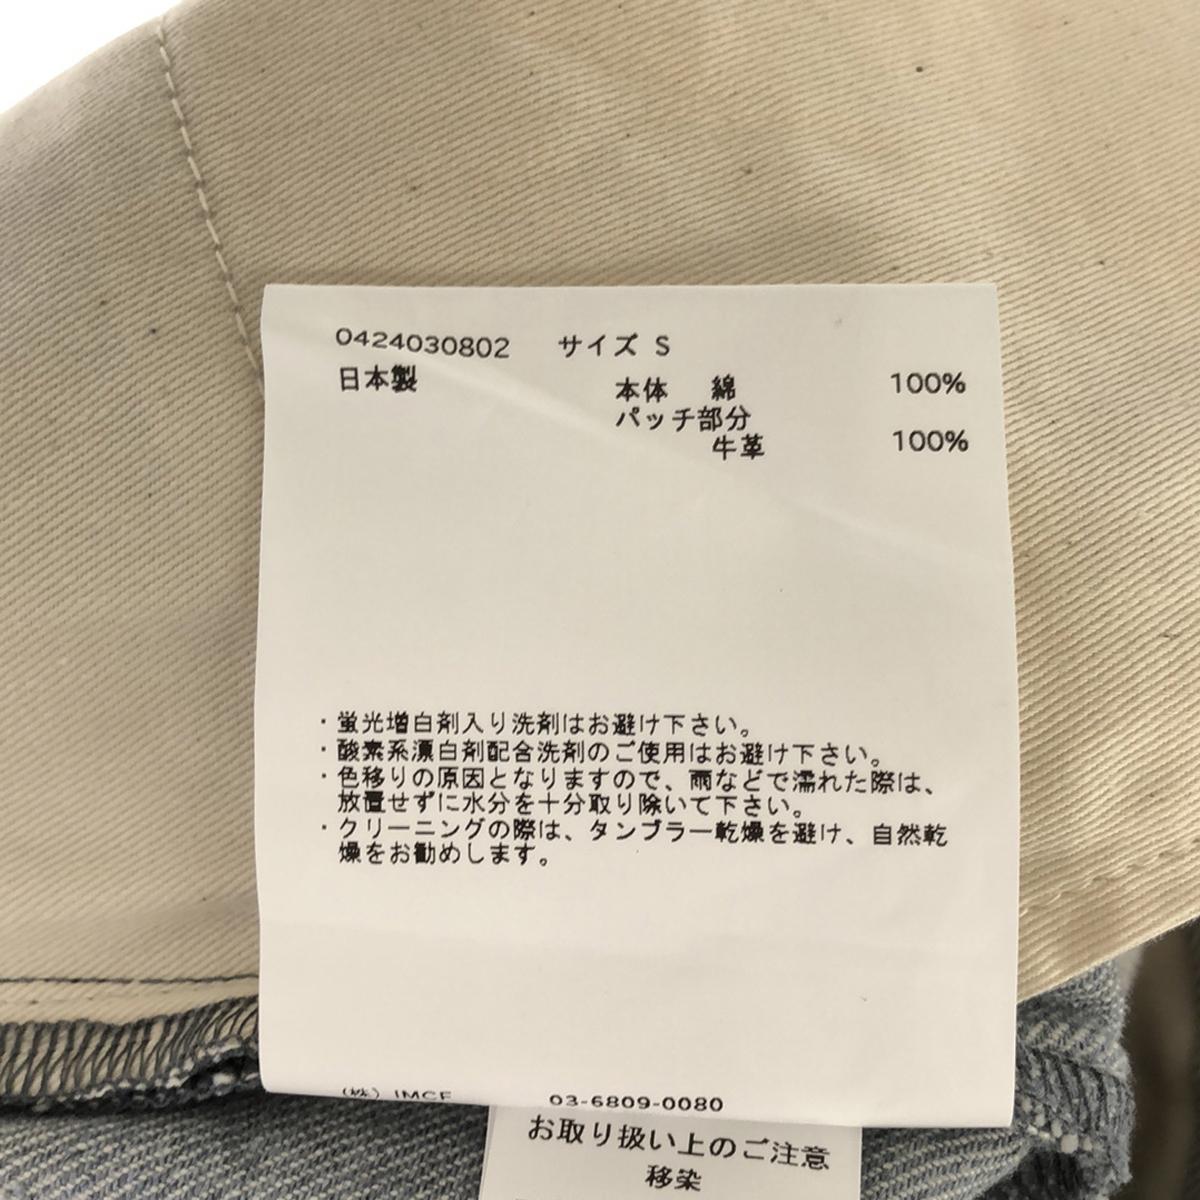 0424030802 サイズ S
日本製
本体 綿 100%
パッチ部分
牛革 100%
・蛍光増白剤入り洗剤はお避け下さい。
・酸素系漂白剤配合洗剤のご使用はお避け下さい。
・色移りの原因となりますので、雨などで濡れた際は、
放置せずに水分を十分取り除いて下さい。
・クリーニングの際は、タンブラー乾燥を避け、自然乾
燥をお勧めします。
(株) IMCF 03-6809-0080
お取り扱い上のご注意
移染